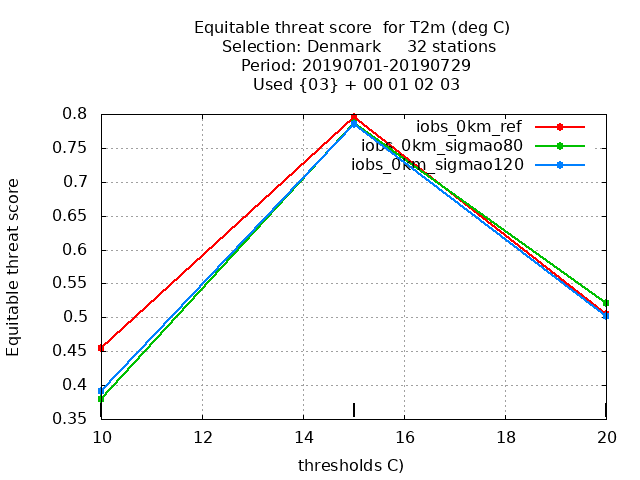 Equitable threat score  for T2m (deg C)
Selection: Denmark     32 stations
Period: 20190701-20190729
Used {03} + 00 01 02 03
iobs_0km_ref
iobs_0km_sigmao80
iobs_0km_sigmao120
Equitable threat score
0.8
0.75
0.7
0.65
0.6
0.55
0.5
0.45
0.4
0.35
10 12 14 16 18 20
thresholds C)